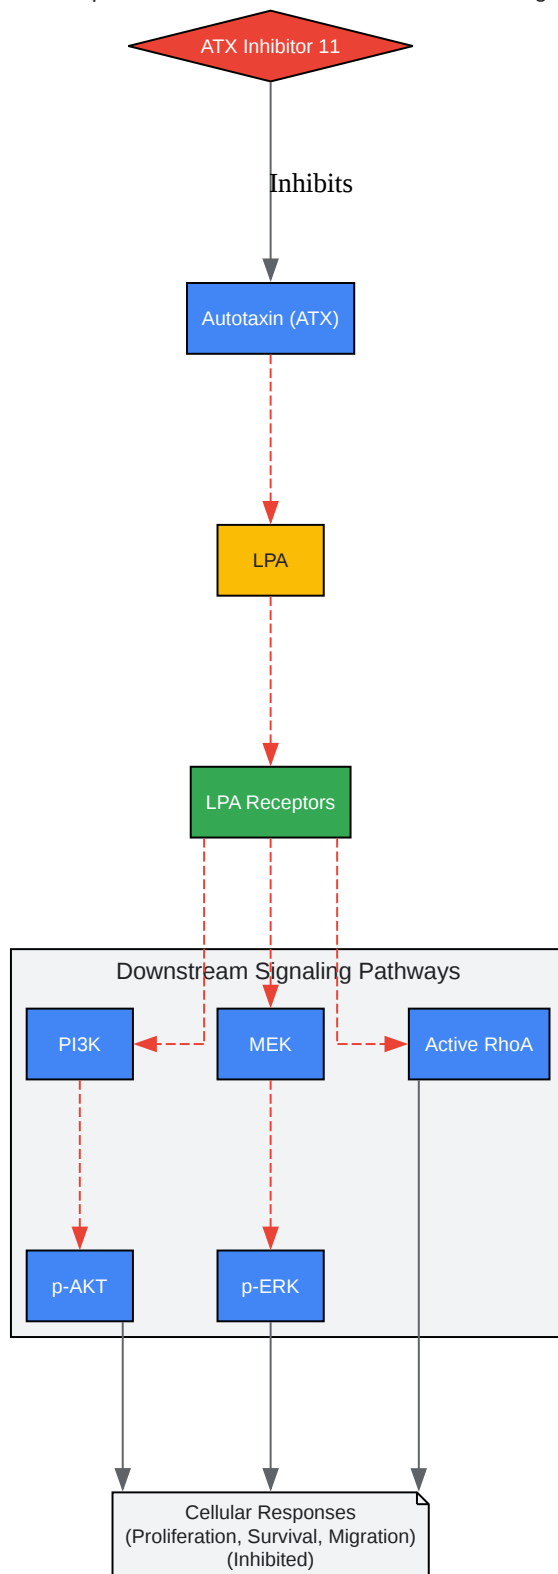 ATX Inhibitor 11
Inhibits
Autotaxin (ATX)
LPA
LPA Receptors
Downstream Signaling Pathways
PI3K
MEK
Active RhoA
p-AKT
p-ERK
Cellular Responses
(Proliferation, Survival, Migration)
(Inhibited)